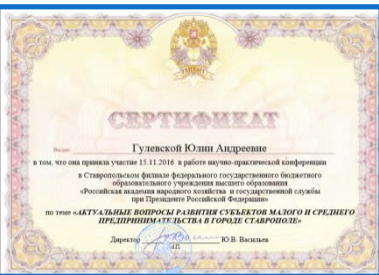 СЕРТИФИКАТ
Выдан Гулевской Юлии Андреевне
в том, что она приняла участие 15.11.2016 в работе научно-практической конференции
в Ставропольском филиале федерального государственного бюджетного
образовательного учреждения высшего образования
«Российская академия народного хозяйства и государственной службы
при Президенте Российской Федерации»
по теме «АКТУАЛЬНЫЕ ВОПРОСЫ РАЗВИТИЯ СУБЪЕКТОВ МАЛОГО И СРЕДНЕГО
ПРЕДПРИНИМАТЕЛЬСТВА В ГОРОДЕ СТАВРОПОЛЕ»
Директор Ю.В. Васильев
М.П.